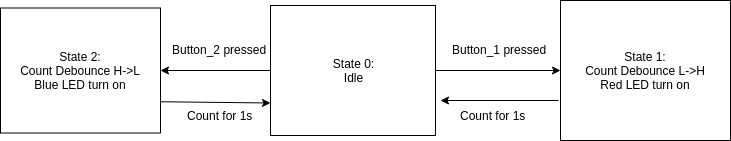 State 2:
Count Debounce H->L
Blue LED turn on
Button_2 pressed
Count for 1s
State 0:
Idle
Button_1 pressed
Count for 1s
State 1:
Count Debounce L->H
Red LED turn on